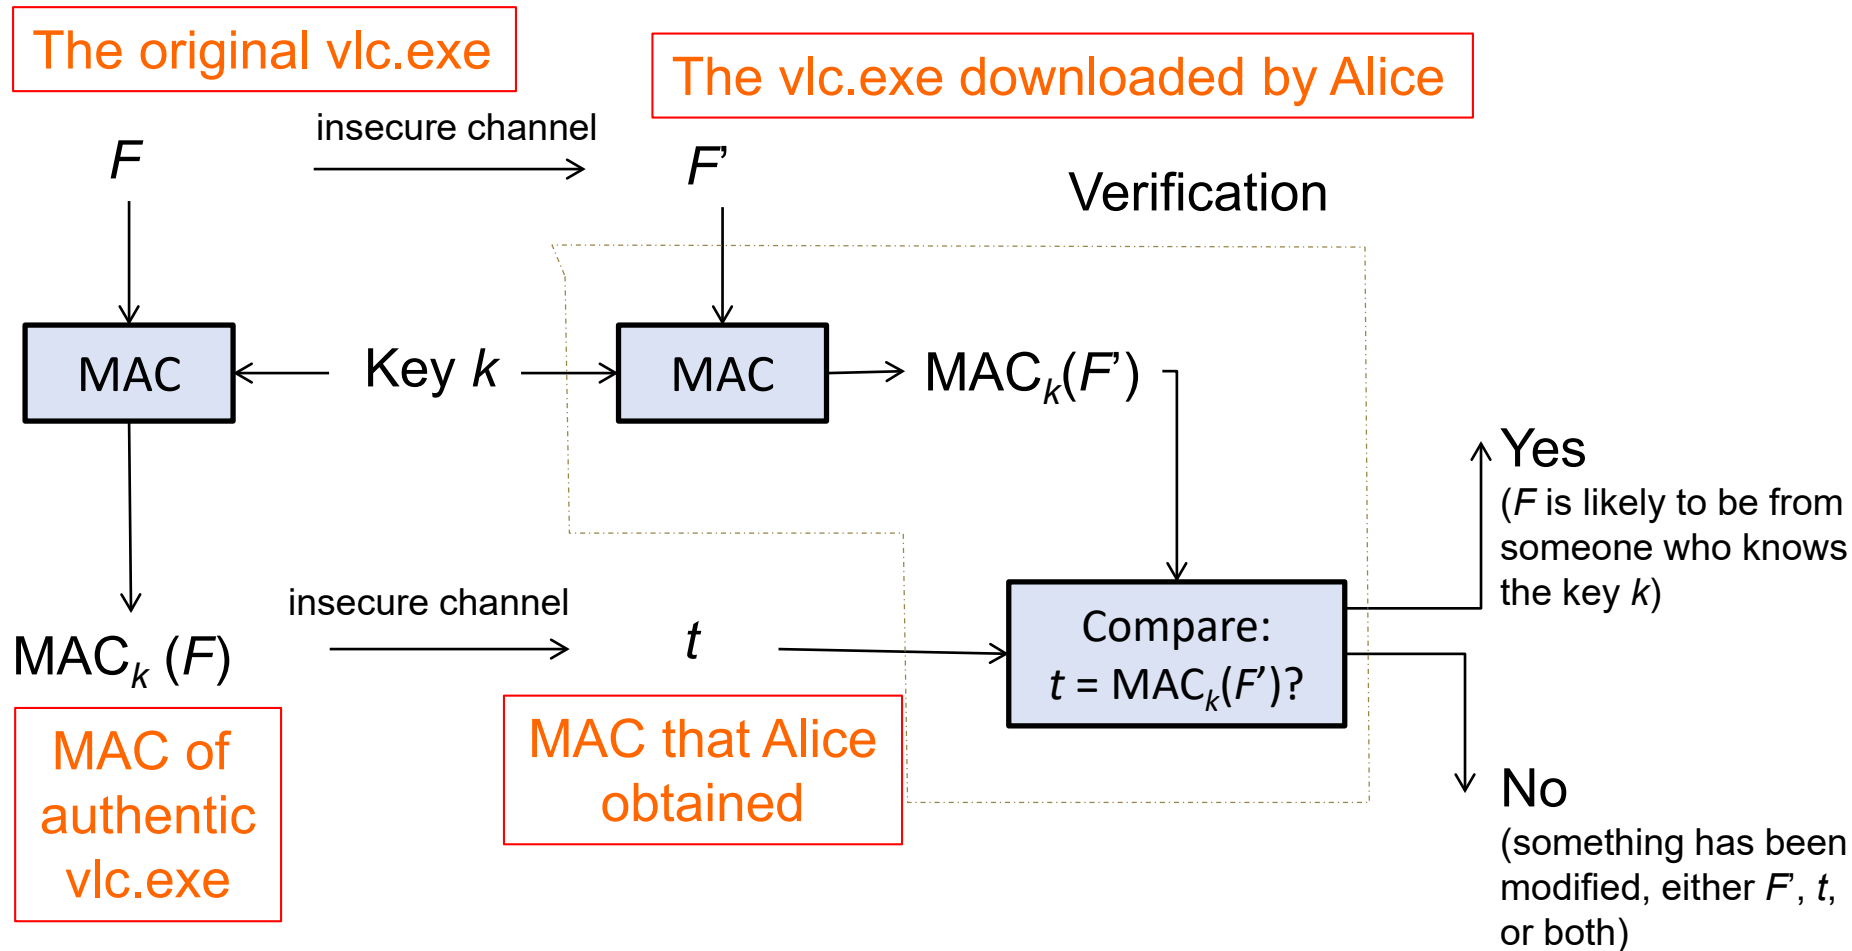 The original vlc.exe
The vlc.exe downloaded by Alice
insecure channel
F
F’
Verification
MAC
Key k
MAC
MACk(F’)
Yes
(F is likely to be from
someone who knows
the key k)
insecure channel
MACk (F)
t
Compare:
t = MACk(F’)?
MAC of
authentic
vlc.exe
MAC that Alice
obtained
No
(something has been
modified, either F’, t,
or both)